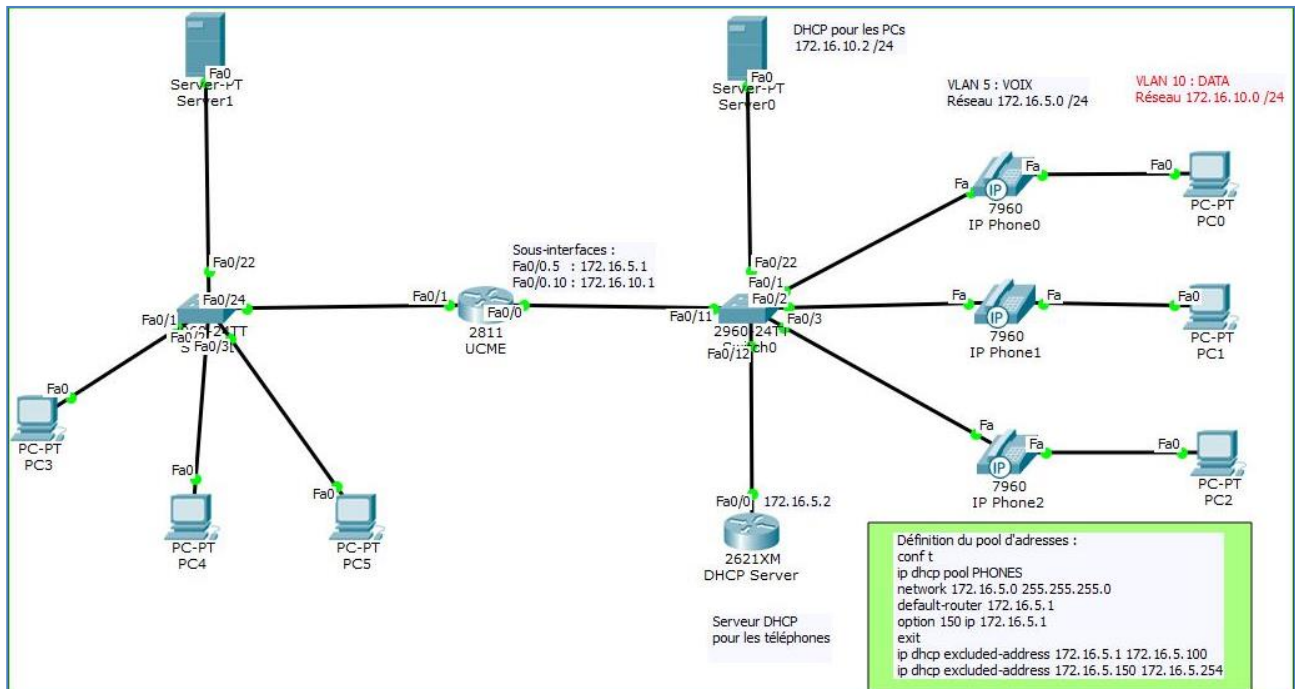 Fa0
Server-PT
Server1
DHCP pour les PCs
172.16.10.2 /24
Fa0
Server-PT
Server0
VLAN 5 : VOIX
Réseau 172.16.5.0 /24
VLAN 10 : DATA
Réseau 172.16.10.0 /24
Fa
Fa
Fa0
7960
IP Phone0
PC-PT
PC0
Sous-interfaces :
Fa0/0.5 : 172.16.5.1
Fa0/0.10 : 172.16.10.1
Fa0/22
Fa0/24
Fa0/1
Fa0/3
Fa0/1
Fa0/0
2811
UCME
Fa0/22
Fa0/1
Fa0/2
Fa0/3
Fa0/11
Fa0/12
Fa
Fa
Fa0
7960
IP Phone1
PC-PT
PC1
Fa0
PC-PT
PC3
Fa0
PC-PT
PC4
Fa0
PC-PT
PC5
Fa
Fa
Fa0
IP
7960
IP Phone2
PC-PT
PC2
Fa0/0 172.16.5.2
2621XM
DHCP Server
Serveur DHCP
pour les téléphones
Définition du pool d'adresses :
conf t
ip dhcp pool PHONES
network 172.16.5.0 255.255.255.0
default-router 172.16.5.1
option 150 ip 172.16.5.1
exit
ip dhcp excluded-address 172.16.5.1 172.16.5.100
ip dhcp excluded-address 172.16.5.150 172.16.5.254